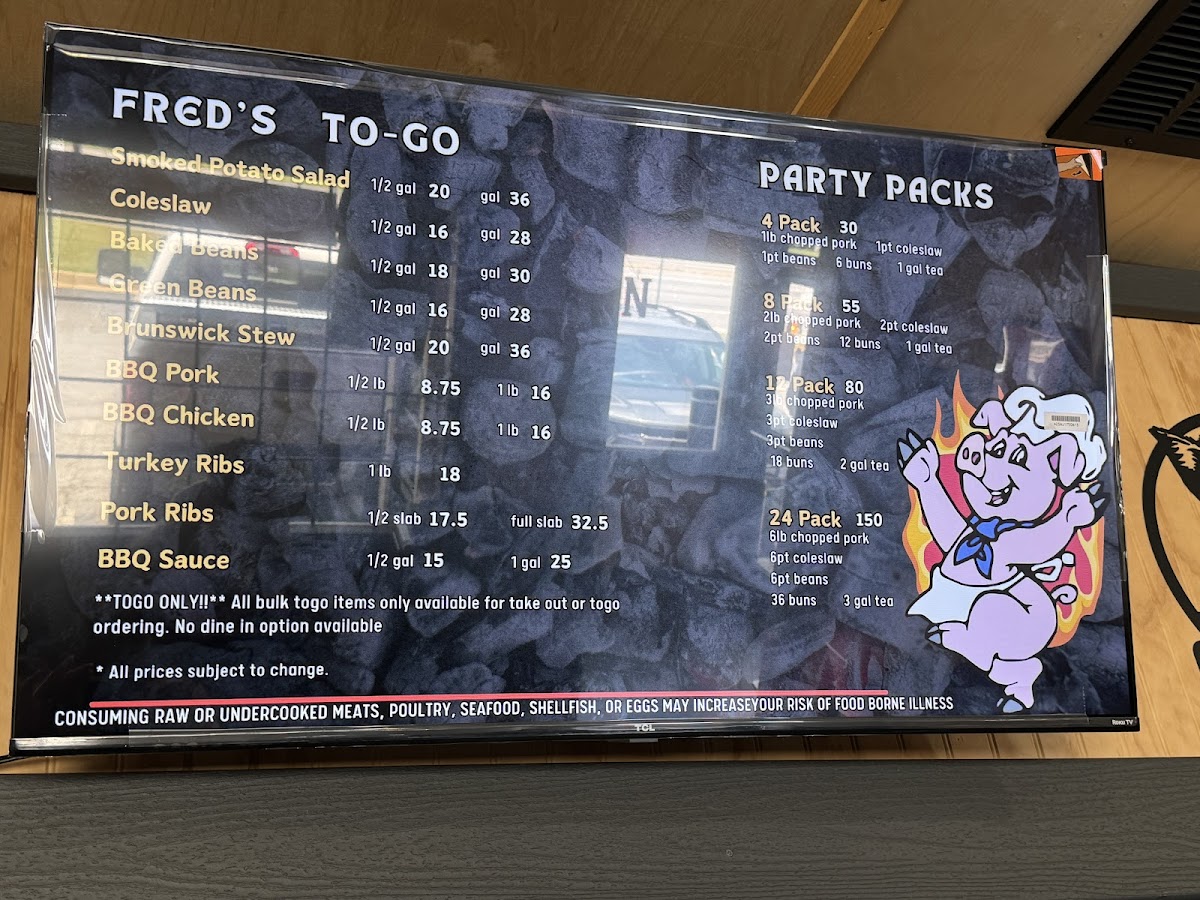 FRED'S TO-GO
Smoked Potato Salad 1/2 gal 20 gal 36
Coleslaw 1/2 gal 16 gal 28
Baked Beans 1/2 gal 18 gal 30
Green Beans 1/2 gal 16 gal 28
Brunswick Stew 1/2 gal 20 gal 36
BBQ Pork 1/2 lb 8.75 1 lb 16
BBQ Chicken 1/2 lb 8.75 1 lb 16
Turkey Ribs 1 lb 18
Pork Ribs 1/2 slab 17.5 full slab 32.5
BBQ Sauce 1/2 gal 15 1 gal 25
**TOGO ONLY!!** All bulk togo items only available for take out or togo
ordering. No dine in option available
* All prices subject to change.
PARTY PACKS
4 Pack 30
1lb chopped pork 1pt coleslaw
1pt beans 6 buns 1 gal tea
8 Pack 55
2lb chopped pork 2pt coleslaw
2pt beans 12 buns 1 gal tea
12 Pack 80
3lb chopped pork
3pt coleslaw
3pt beans
18 buns 2 gal tea
24 Pack 150
6lb chopped pork
6pt coleslaw
6pt beans
36 buns 3 gal tea
CONSUMING RAW OR UNDERCOOKED MEATS, POULTRY, SEAFOOD, SHELLFISH, OR EGGS MAY INCREASEYOUR RISK OF FOOD BORNE ILLNESS
TCL
Roku TV